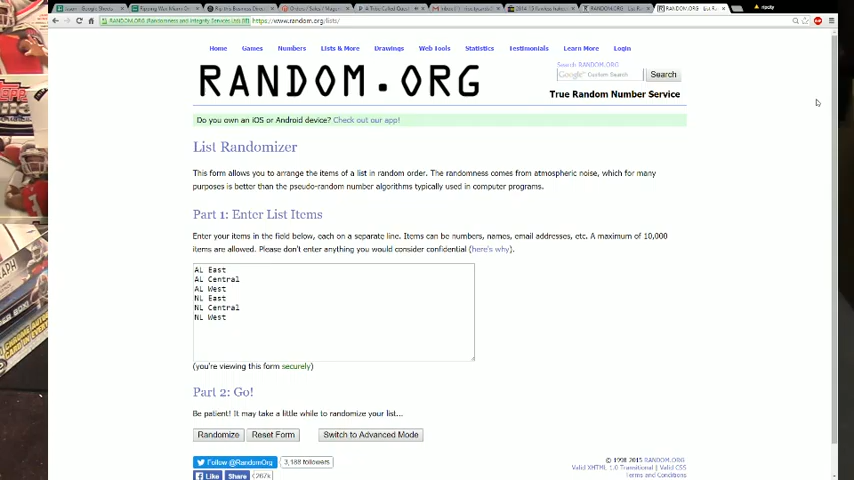 https://www.random.org/lists/
Home Games Numbers Lists & More Drawings Web Tools Statistics Testimonials Learn More Login
RANDOM.ORG
Search RANDOM.ORG
Google Custom Search
Search
True Random Number Service
Do you own an iOS or Android device? Check out our app!
List Randomizer
This form allows you to arrange the items of a list in random order. The randomness comes from atmospheric noise, which for many
purposes is better than the pseudo-random number algorithms typically used in computer programs.
Part 1: Enter List Items
Enter your items in the field below, each on a separate line. Items can be numbers, names, email addresses, etc. A maximum of 10,000
items are allowed. Please don't enter anything you would consider confidential (here's why).
AL East
AL Central
AL West
NL East
NL Central
NL West
(you're viewing this form securely)
Part 2: Go!
Be patient! It may take a little while to randomize your list...
Randomize Reset Form Switch to Advanced Mode
Follow @RandomOrg 3,188 followers
Like Share
© 1998-2015 RANDOM.ORG
Valid XHTML 1.0 Transitional | Valid CSS
Terms and Conditions